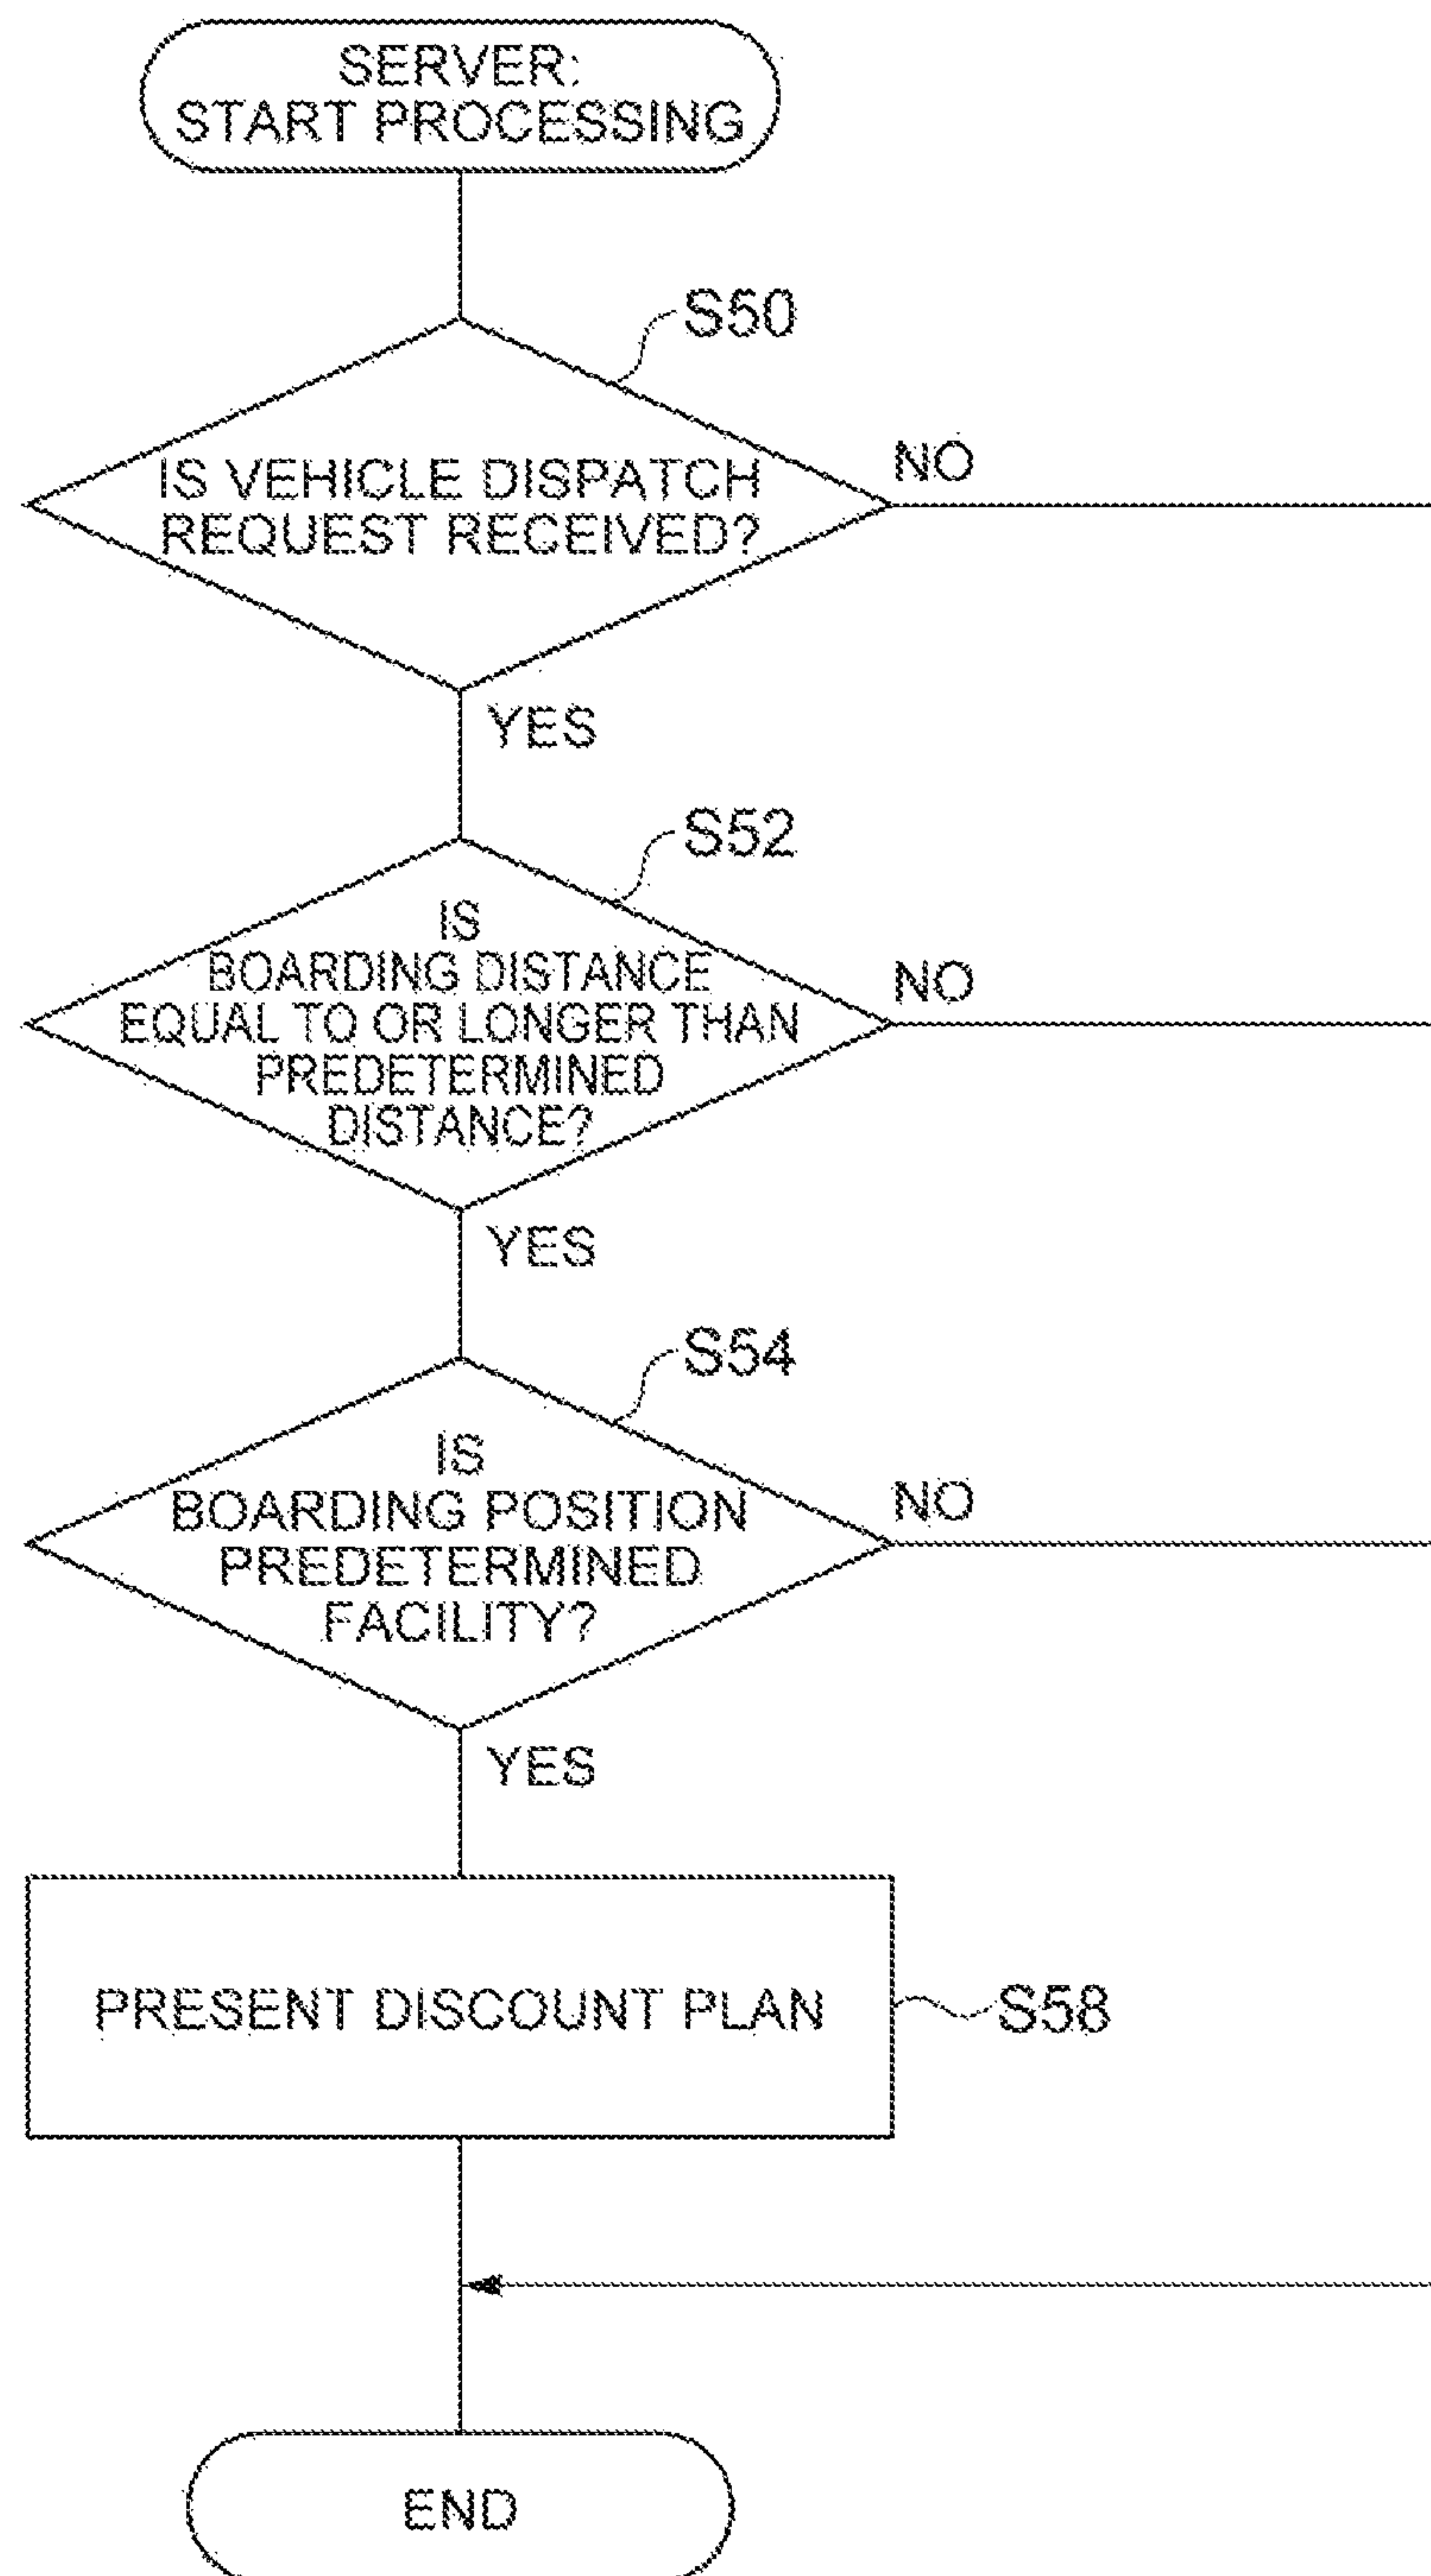 SERVER:
START PROCESSING
S50
IS VEHICLE DISPATCH
REQUEST RECEIVED?
NO
YES
S52
IS
BOARDING DISTANCE
EQUAL TO OR LONGER THAN
PREDETERMINED
DISTANCE?
NO
YES
S54
IS
BOARDING POSITION
PREDETERMINED
FACILITY?
NO
YES
PRESENT DISCOUNT PLAN
S58
END